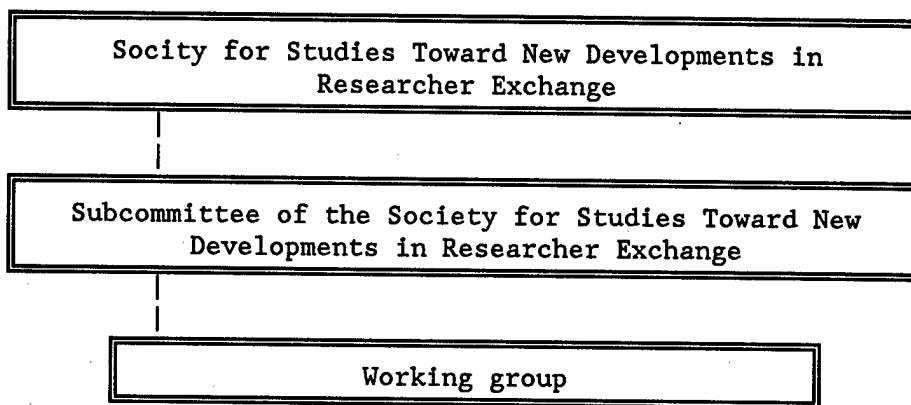 Socity for Studies Toward New Developments in
Researcher Exchange
Subcommittee of the Society for Studies Toward New
Developments in Researcher Exchange
Working group